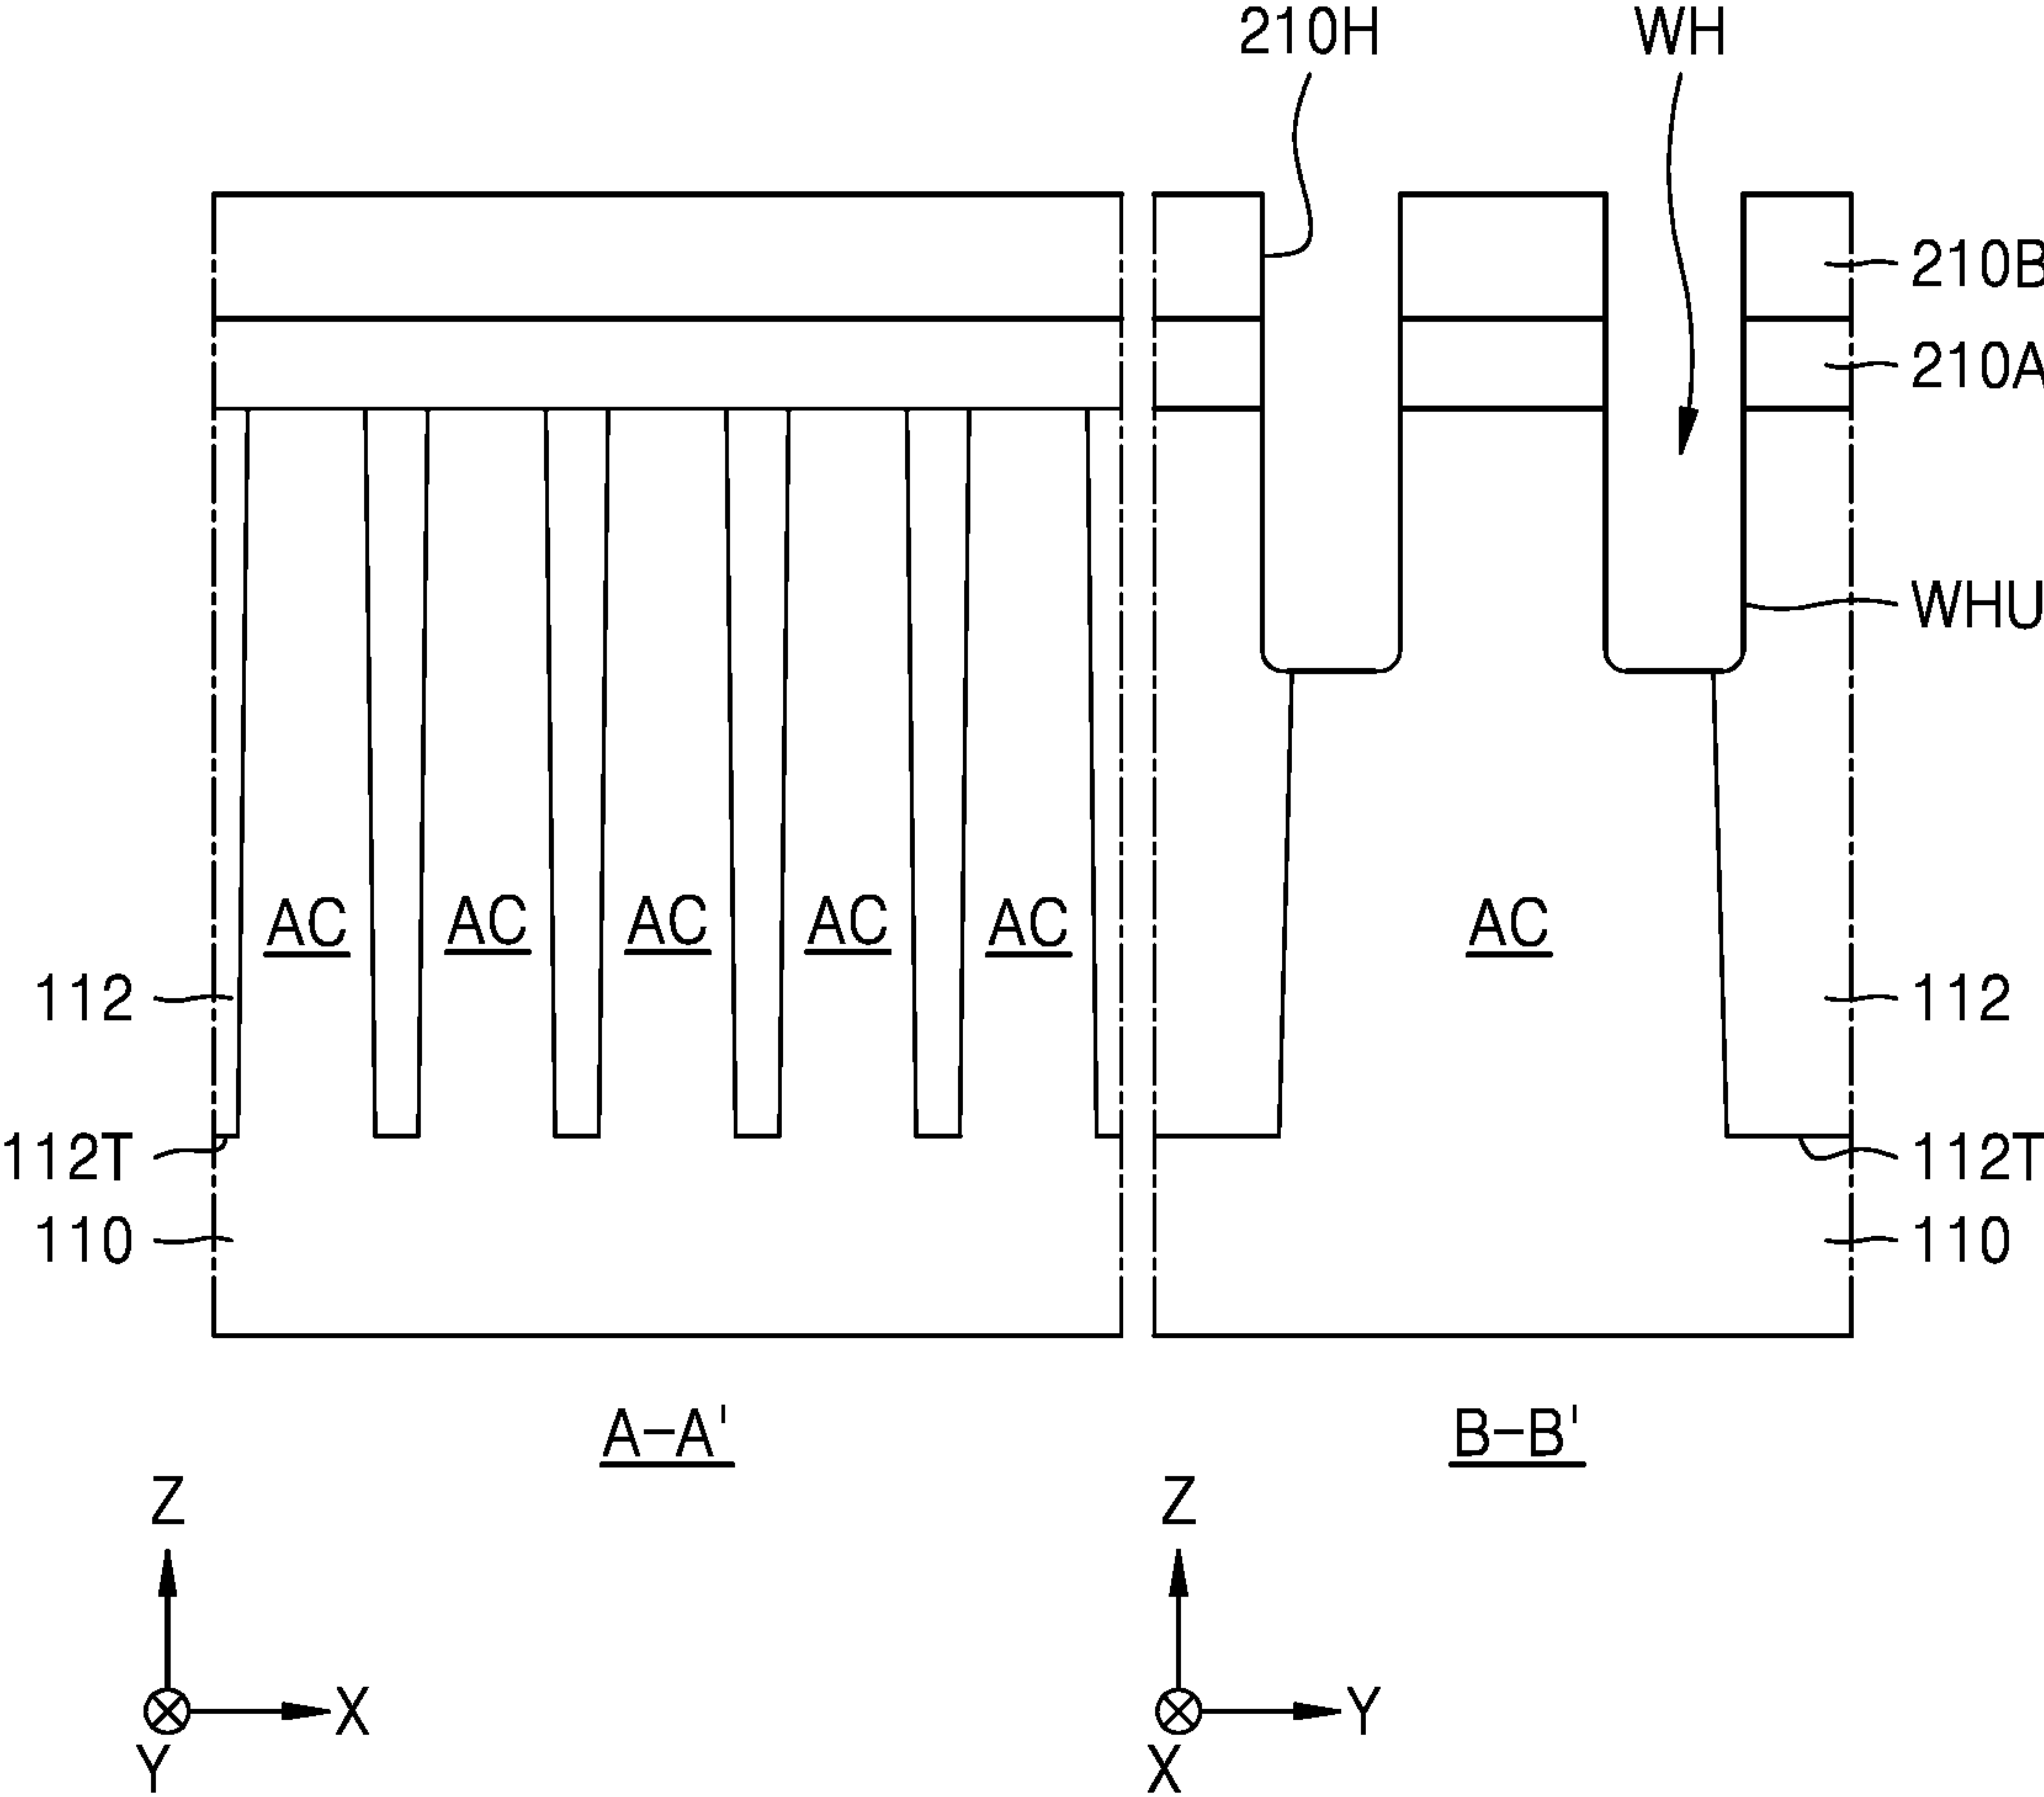 210H WH
210B
210A
WHU
AC AC AC AC AC AC
112 112
112T 112T
110 110
A-A' B-B'
Z Z
X Y
Y X